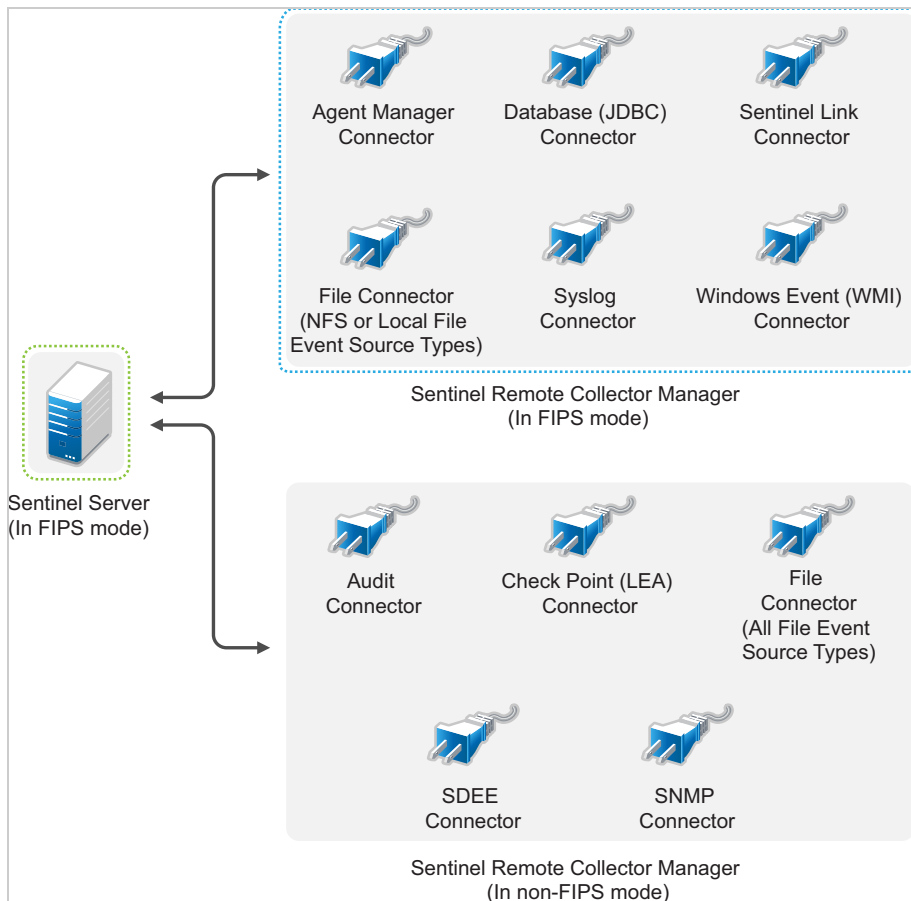 Agent Manager
Connector
Database (JDBC)
Connector
Sentinel Link
Connector
File Connector
(NFS or Local File
Event Source Types)
Syslog
Connector
Windows Event (WMI)
Connector
Sentinel Remote Collector Manager
(In FIPS mode)
Sentinel Server
(In FIPS mode)
Audit
Connector
Check Point (LEA)
Connector
File
Connector
(All File Event
Source Types)
SDEE
Connector
SNMP
Connector
Sentinel Remote Collector Manager
(In non-FIPS mode)